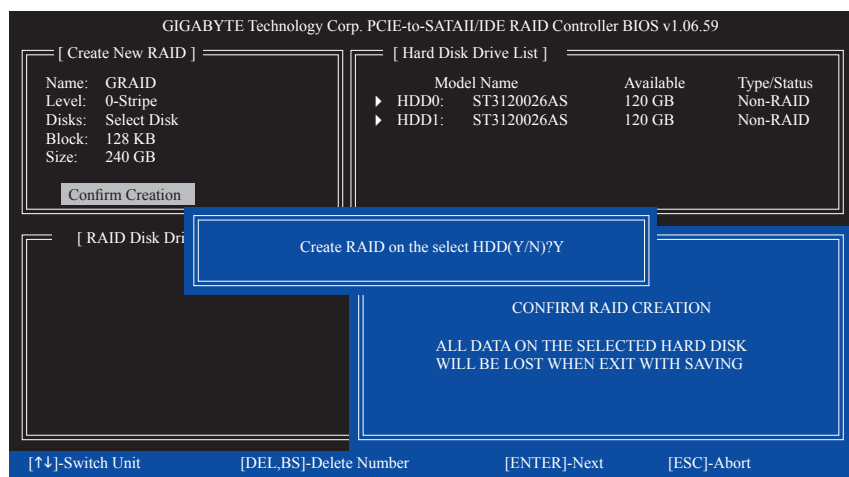 GIGABYTE Technology Corp. PCIE-to-SATAII/IDE RAID Controller BIOS v1.06.59
[ Create New RAID ]
Name: GRAID
Level: 0-Stripe
Disks: Select Disk
Block: 128 KB
Size: 240 GB
Confirm Creation
[ Hard Disk Drive List ]
Model Name Available Type/Status
HDD0: ST3120026AS 120 GB Non-RAID
HDD1: ST3120026AS 120 GB Non-RAID
[ RAID Disk Dri
Create RAID on the select HDD(Y/N)?Y
CONFIRM RAID CREATION
ALL DATA ON THE SELECTED HARD DISK
WILL BE LOST WHEN EXIT WITH SAVING
[↑↓]-Switch Unit [DEL,BS]-Delete Number [ENTER]-Next [ESC]-Abort